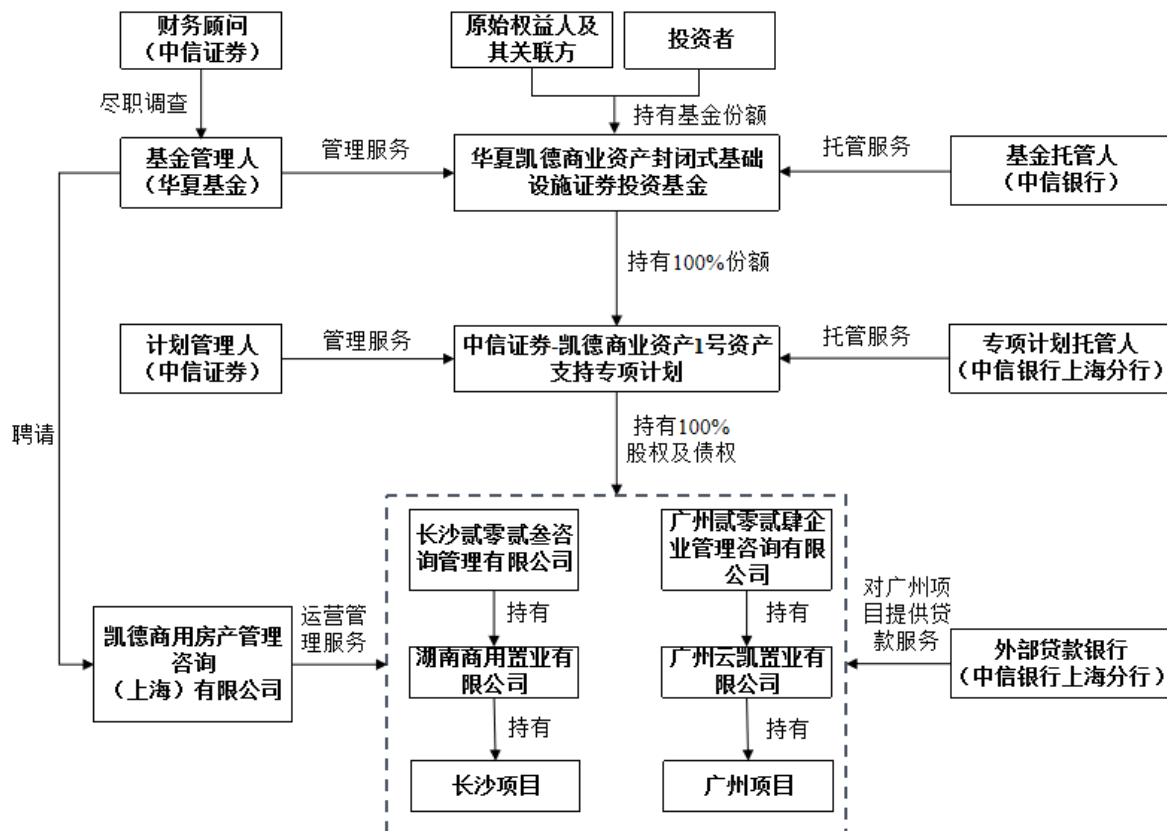 财务顾问
（中信证券）
原始权益人及
其关联方
投资者
尽职调查
持有基金份额
基金管理人
（华夏基金）
管理服务
华夏凯德商业资产封闭式基础
设施证券投资基金
托管服务
基金托管人
（中信银行）
持有100%份额
计划管理人
（中信证券）
管理服务
中信证券-凯德商业资产1号资产
支持专项计划
托管服务
专项计划托管人
（中信银行上海分行）
聘请
持有100%
股权及债权
长沙贰零贰叁咨
询管理有限公司
广州贰零贰肆企
业管理咨询有限
公司
持有
持有
对广州项
目提供贷
款服务
凯德商用房产管理
咨询
（上海）有限公司
运营管
理服务
湖南商用置业有
限公司
广州云凯置业有
限公司
外部贷款银行
（中信银行上海分行）
持有
持有
长沙项目
广州项目